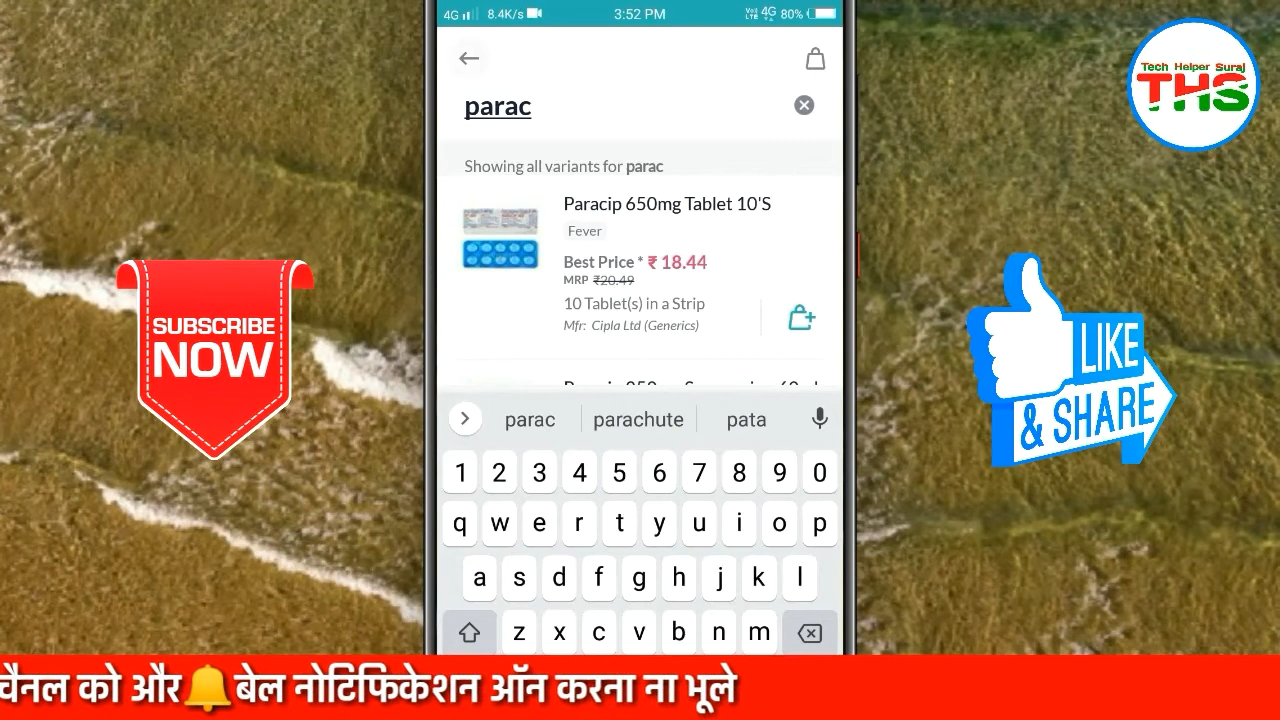 4G 8.4K/s 3:52 PM VoJ LTE 4G 80%
Tech Helper Suraj
THS
parac
Showing all variants for parac
Paracip 650mg Tablet 10'S
Fever
Best Price * ₹ 18.44
MRP ₹20.49
10 Tablet(s) in a Strip
Mfr: Cipla Ltd (Generics)
SUBSCRIBE
NOW
LIKE
& SHARE
parac parachute pata
1 2 3 4 5 6 7 8 9 0
q w e r t y u i o p
a s d f g h j k l
z x c v b n m
चैनल को और बेल नोटिफिकेशन ऑन करना ना भूले